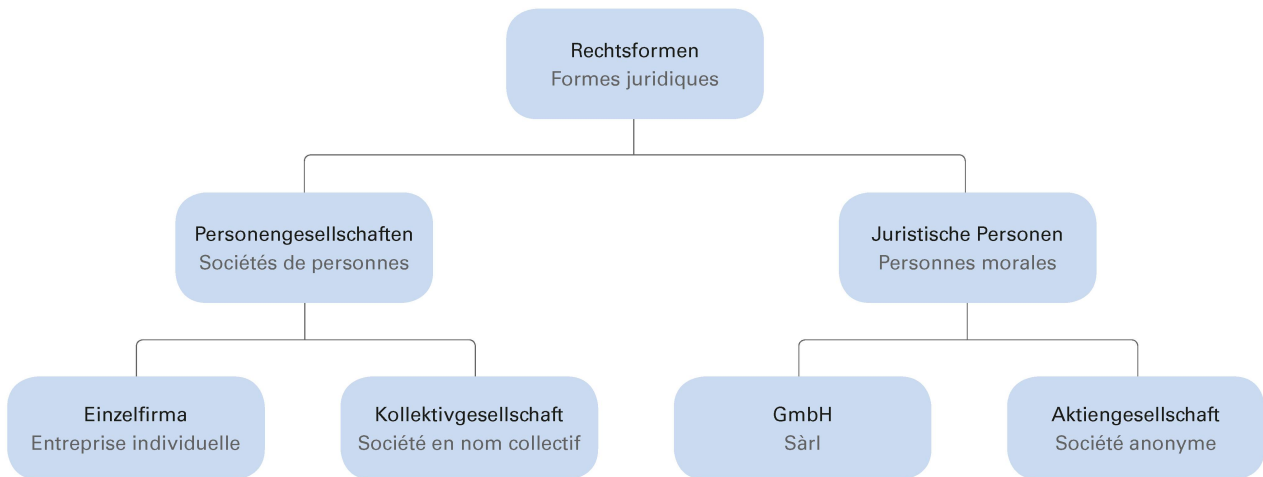 Rechtsformen
Formes juridiques
Personengesellschaften
Sociétés de personnes
Juristische Personen
Personnes morales
Einzelfirma
Entreprise individuelle
Kollektivgesellschaft
Société en nom collectif
GmbH
Sàrl
Aktiengesellschaft
Société anonyme